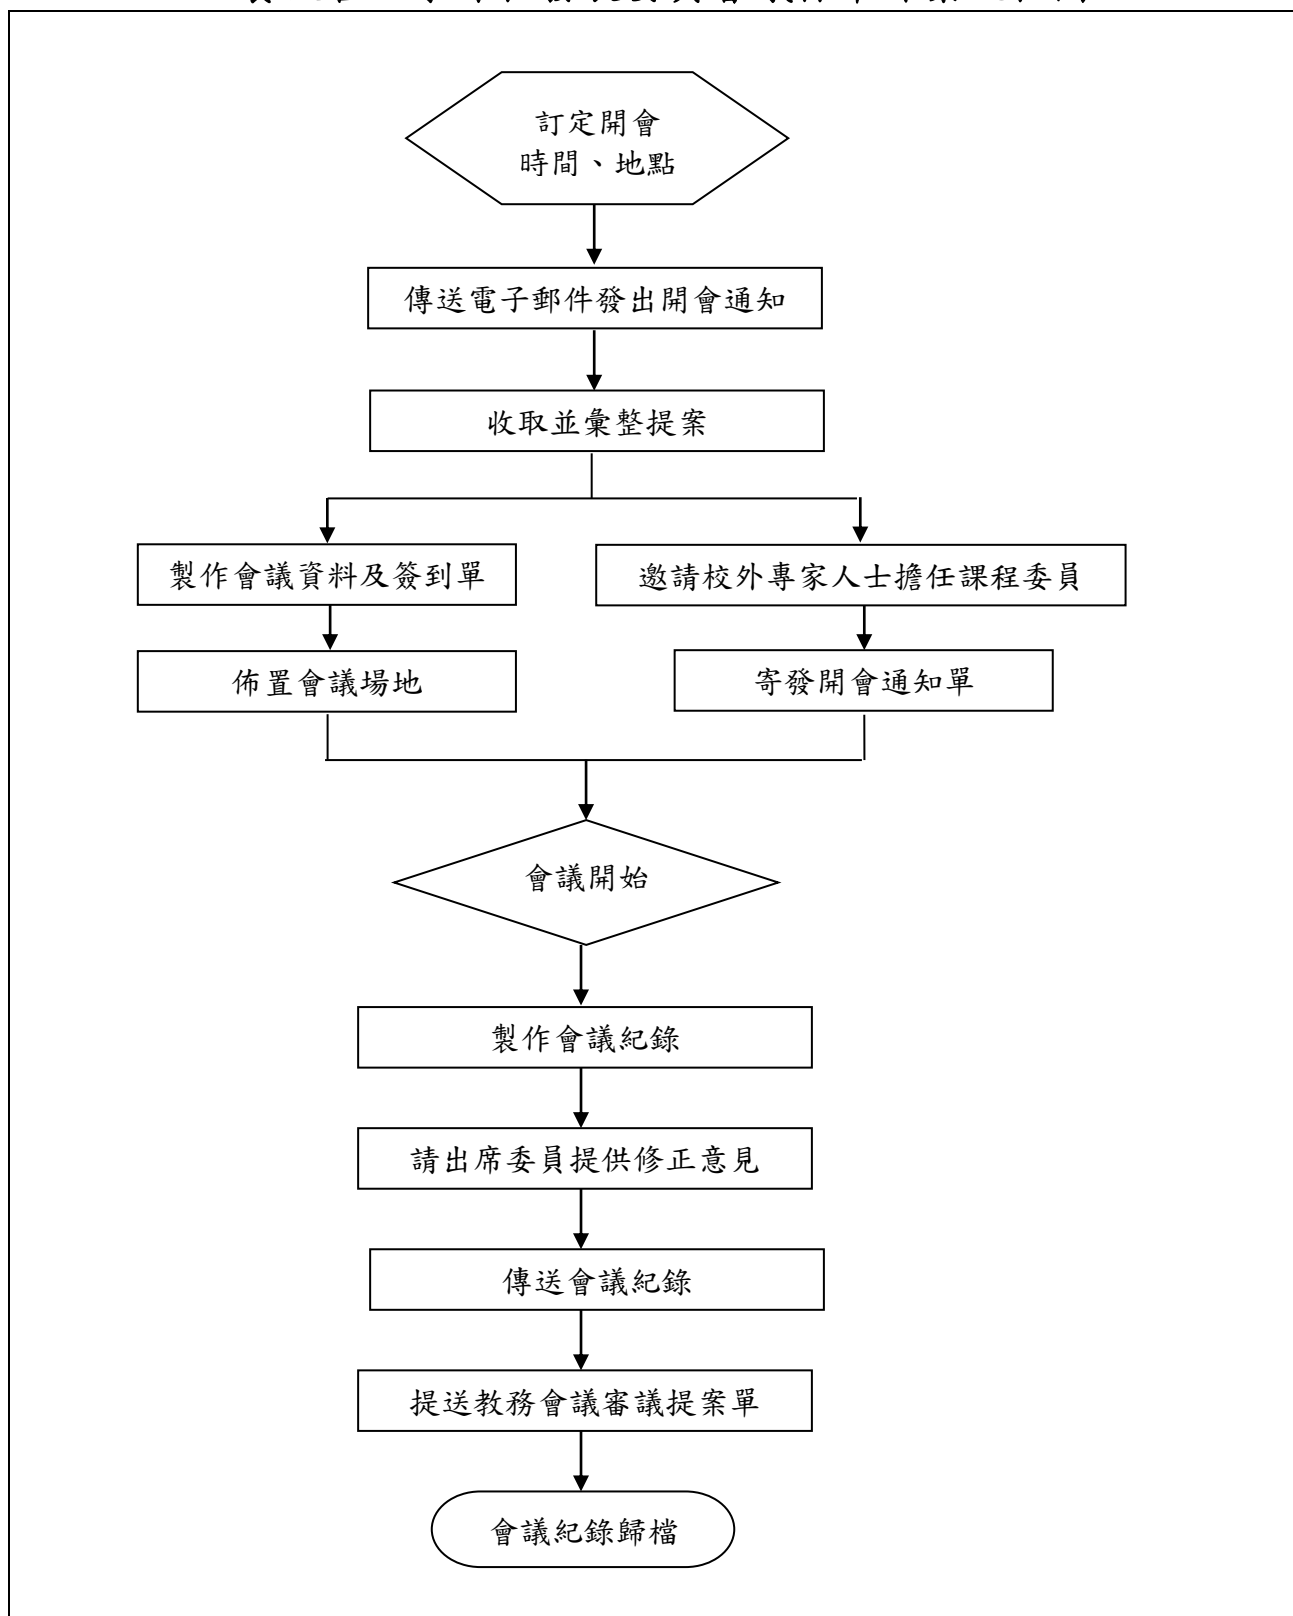 訂定開會
時間、地點
傳送電子郵件發出開會通知
收取並彙整提案
製作會議資料及簽到單
邀請校外專家人士擔任課程委員
佈置會議場地
寄發開會通知單
會議開始
製作會議紀錄
請出席委員提供修正意見
傳送會議紀錄
提送教務會議審議提案單
會議紀錄歸檔